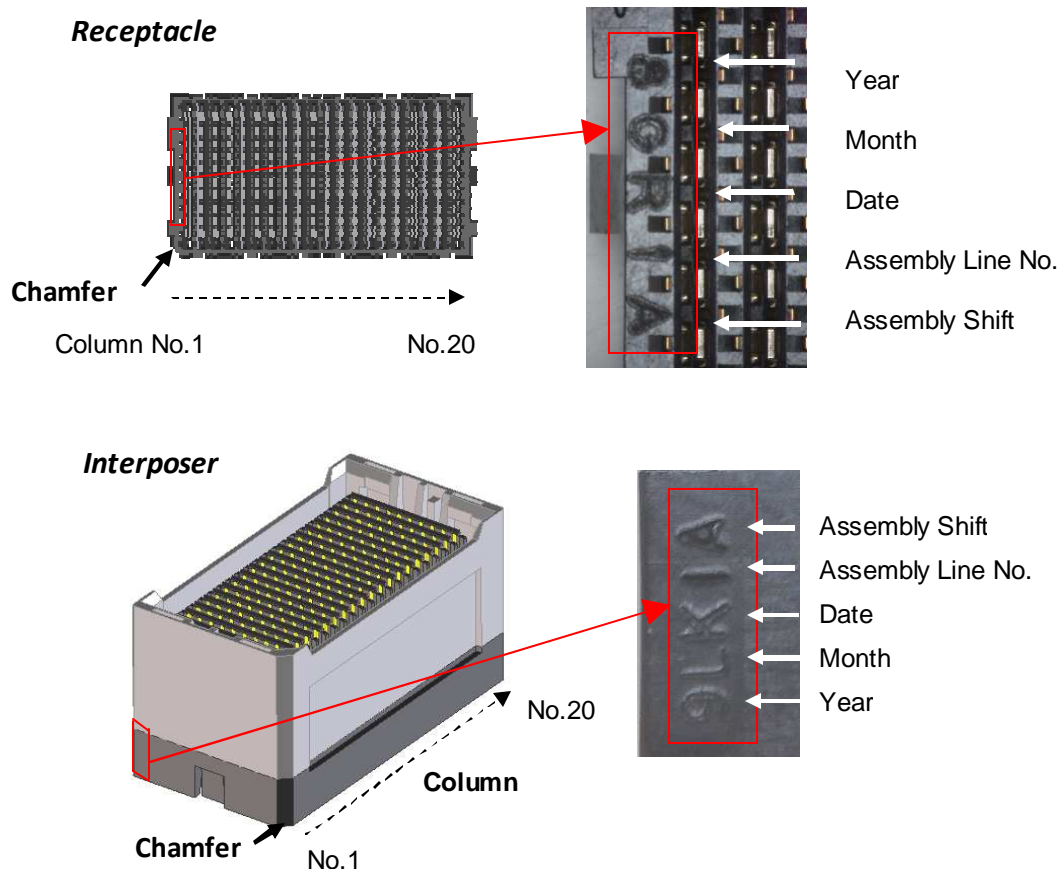 Receptacle
Year
Month
Date
Assembly Line No.
Assembly Shift
Chamfer
Column No.1
No.20
8
R
A
Interposer
Assembly Shift
Assembly Line No.
Date
Month
Year
No.20
Column
Chamfer
No.1
A